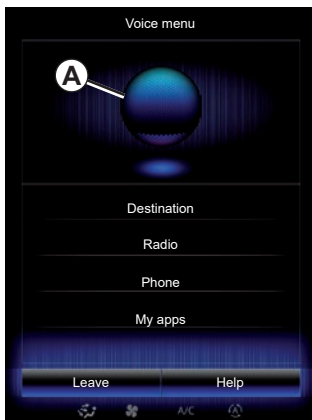 Voice menu
A
Destination
Radio
Phone
My apps
Leave Help
A/C A